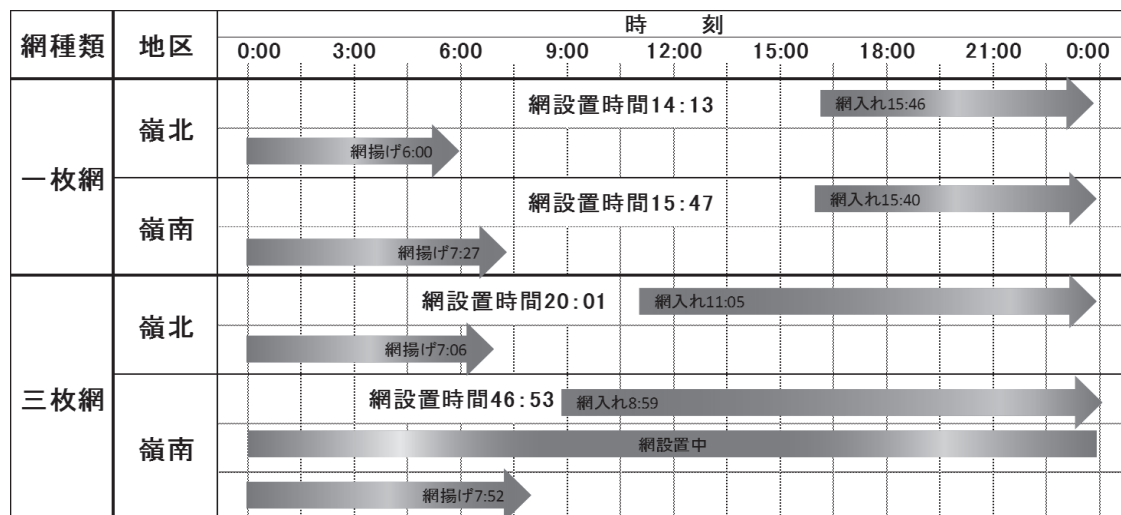 網種類 地区 時 刻
0:00 3:00 6:00 9:00 12:00 15:00 18:00 21:00 0:00
一枚網
嶺北
網設置時間14:13 網入れ15:46
網揚げ6:00
嶺南
網設置時間15:47 網入れ15:40
網揚げ7:27
三枚網
嶺北
網設置時間20:01 網入れ11:05
網揚げ7:06
嶺南
網設置時間46:53 網入れ8:59
網設置中
網揚げ7:52